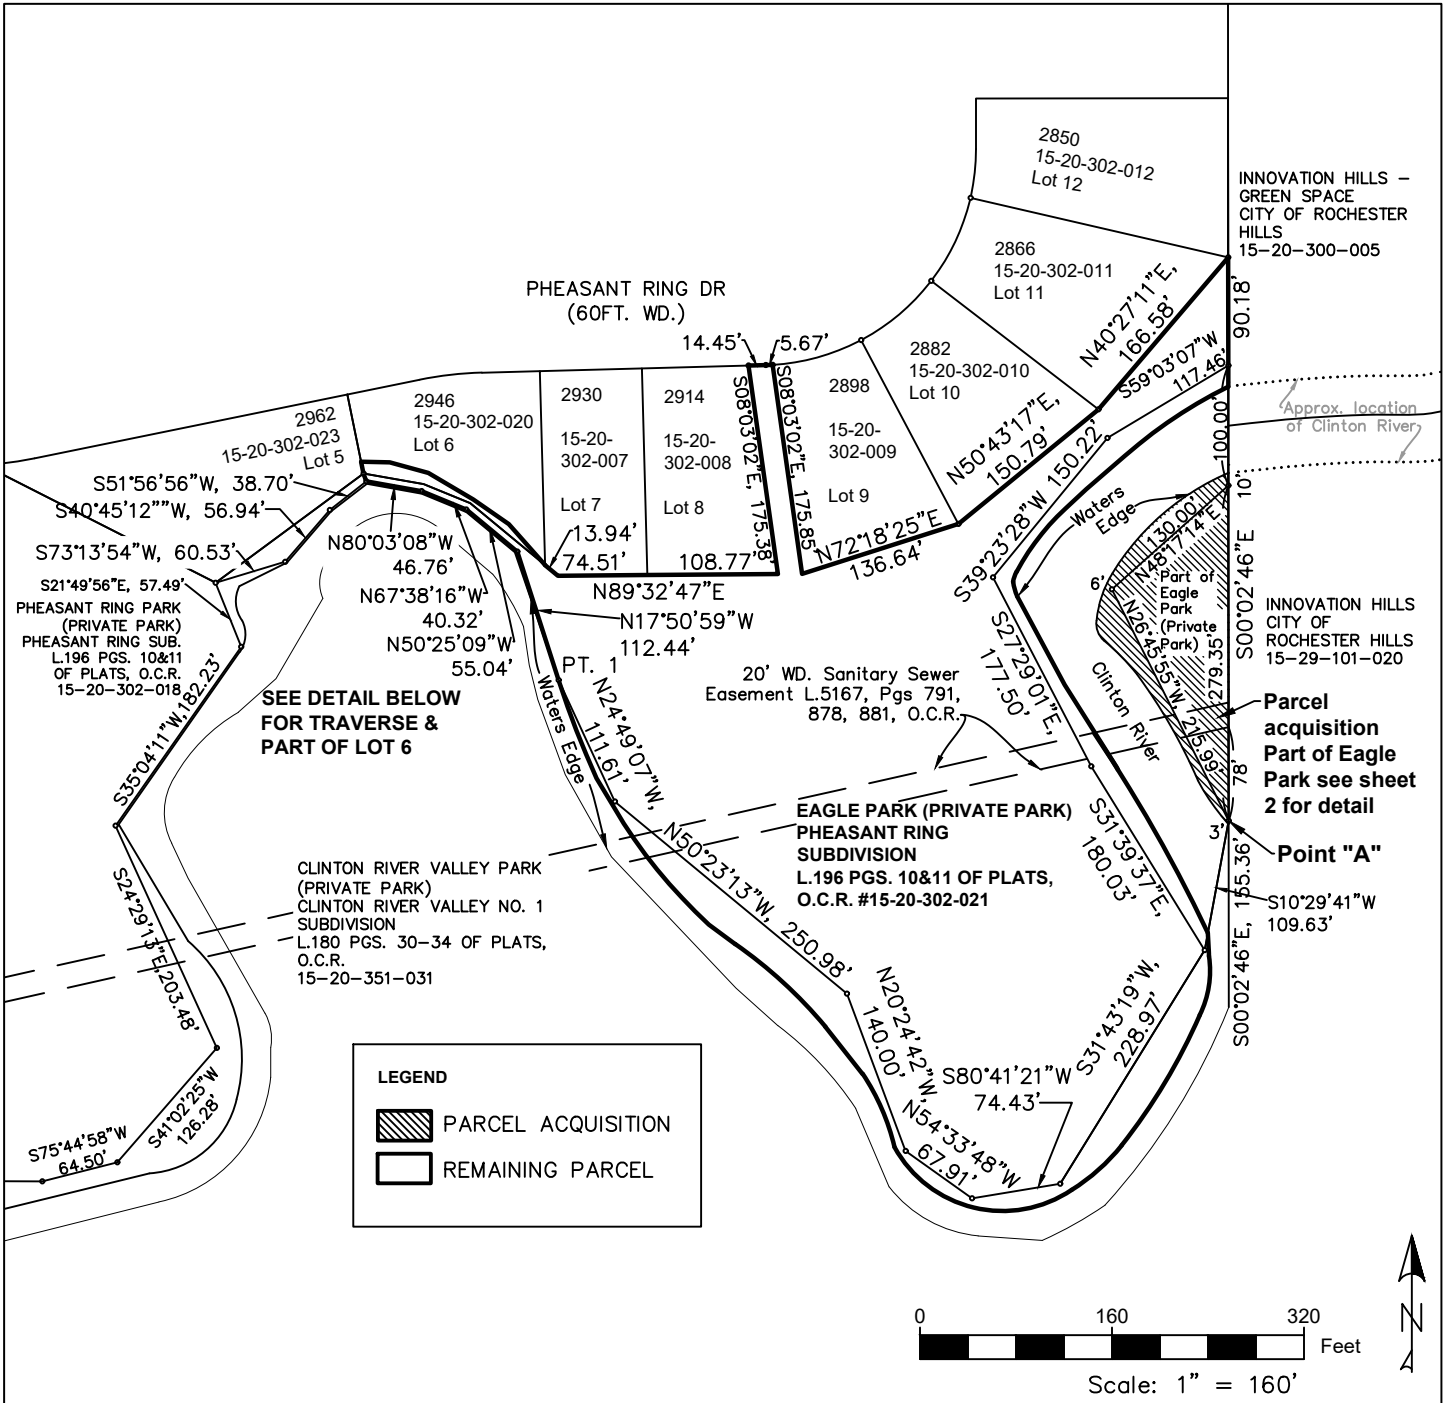 2850
15-20-302-012
Lot 12
INNOVATION HILLS –
GREEN SPACE
CITY OF ROCHESTER
HILLS
15-20-300-005
2866
15-20-302-011
Lot 11
N40°27'11"E,
166.58'
90.18'
PHEASANT RING DR
(60FT. WD.)
14.45'
5.67'
2882
15-20-302-010
Lot 10
S59°03'07"W
117.46'
Approx. location
of Clinton River
2962
15-20-302-023
Lot 5
2946
15-20-302-020
Lot 6
2930
15-20-
302-007
Lot 7
2914
15-20-
302-008
Lot 8
S08°03'02"E, 175.38'
S08°03'02"E, 175.85'
2898
15-20-
302-009
Lot 9
N50°43'17"E,
150.79'
S39°23'28"W 150.22'
100.00'
10'
S51°56'56"W, 38.70'
S40°45'12""W, 56.94'
S73°13'54"W, 60.53'
S21°49'56"E, 57.49'
PHEASANT RING PARK
(PRIVATE PARK)
PHEASANT RING SUB.
L.196 PGS. 10&11
OF PLATS, O.C.R.
15-20-302-018
N80°03'08"W
46.76'
N67°38'16"W
40.32'
N50°25'09"W
55.04'
13.94'
74.51'
108.77'
N89°32'47"E
N17°50'59"W
112.44'
N72°18'25"E
136.64'
Waters
Edge
130.00'
N48°17'14"E
6'
Part of
Eagle
Park
(Private
Park)
N26°45'55"W, 215.99'
279.35'
S00°02'46"E
INNOVATION HILLS
CITY OF
ROCHESTER HILLS
15-29-101-020
PT. 1
N24°49'07"W,
111.61'
Waters Edge
20' WD. Sanitary Sewer
Easement L.5167, Pgs 791,
878, 881, O.C.R.
S27°29'01"E,
177.50'
Clinton River
SEE DETAIL BELOW
FOR TRAVERSE &
PART OF LOT 6
S35°04'11"W,182.23'
Parcel
acquisition
Part of Eagle
Park see sheet
2 for detail
78'
3'
Point "A"
EAGLE PARK (PRIVATE PARK)
PHEASANT RING
SUBDIVISION
L.196 PGS. 10&11 OF PLATS,
O.C.R. #15-20-302-021
S31°39'37"E,
180.03'
S10°29'41"W
109.63'
S00°02'46"E, 155.36'
CLINTON RIVER VALLEY PARK
(PRIVATE PARK)
CLINTON RIVER VALLEY NO. 1
SUBDIVISION
L.180 PGS. 30–34 OF PLATS,
O.C.R.
15-20-351-031
S24°29'13"E,203.48'
N50°23'13"W, 250.98'
N20°24'42"W,
140.00'
S31°43'19"W,
228.97'
S80°41'21"W
74.43'
N54°33'48"W
67.91'
S41°02'25"W
126.28'
S75°44'58"W
64.50'
LEGEND
PARCEL ACQUISITION
REMAINING PARCEL
0 160 320
Feet
Scale: 1" = 160'
N